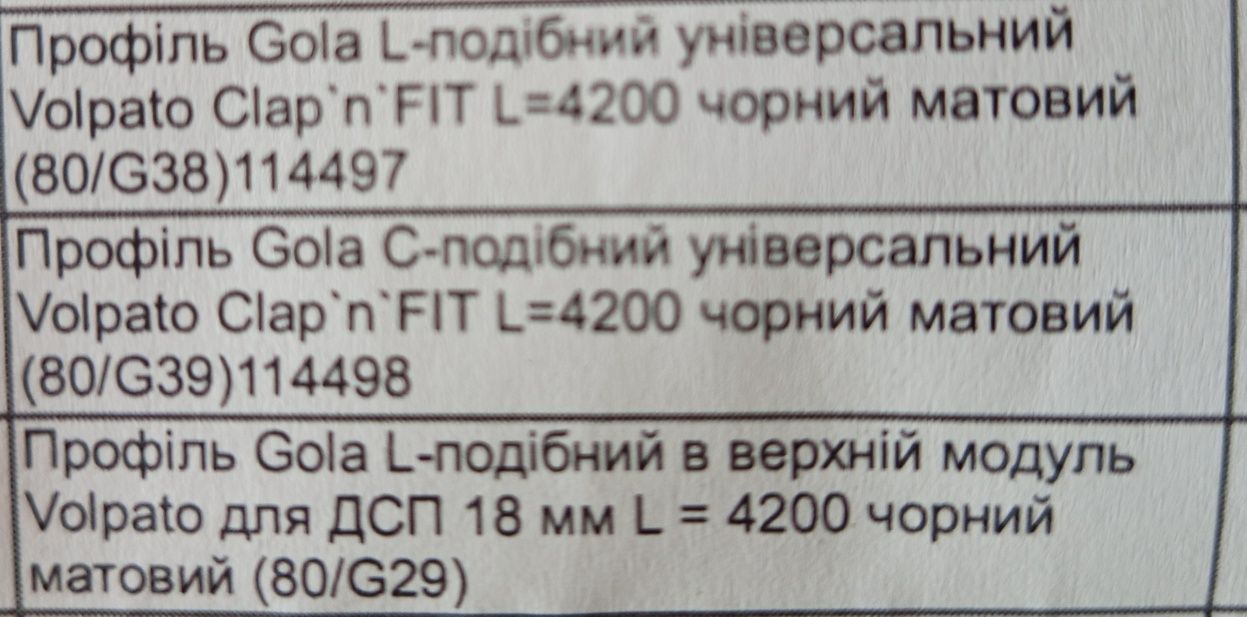 Профіль Gola L-подібний універсальний
Volpato Clap`n`FIT L=4200 чорний матовий
(80/G38)114497
Профіль Gola C-подібний універсальний
Volpato Clap`n`FIT L=4200 чорний матовий
(80/G39)114498
Профіль Gola L-подібний в верхній модуль
Volpato для ДСП 18 мм L = 4200 чорний
матовий (80/G29)